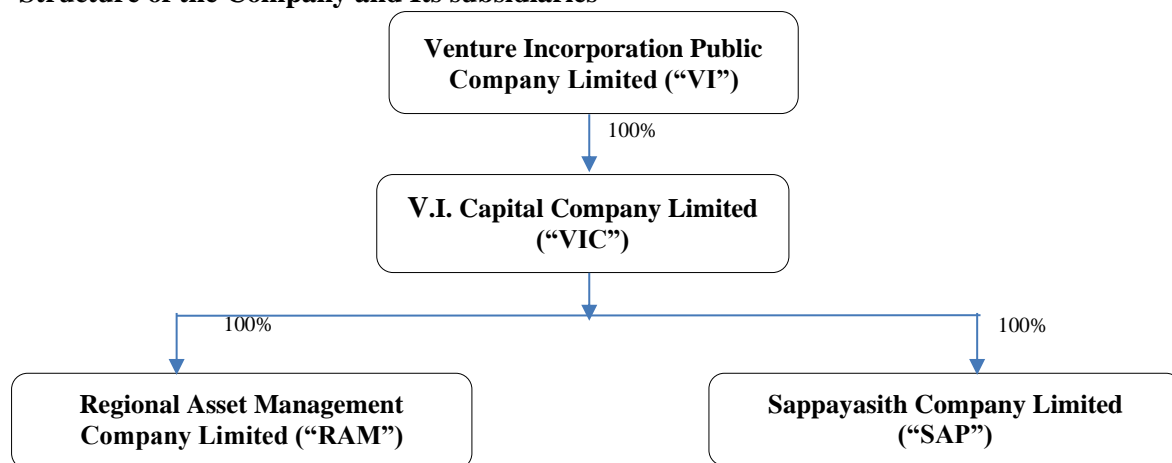 Structure of the Company and Its subsidiaries
Venture Incorporation Public
Company Limited (“VI”)
100%
V.I. Capital Company Limited
(“VIC”)
100%
100%
Regional Asset Management
Company Limited (“RAM”)
Sappayasith Company Limited
(“SAP”)